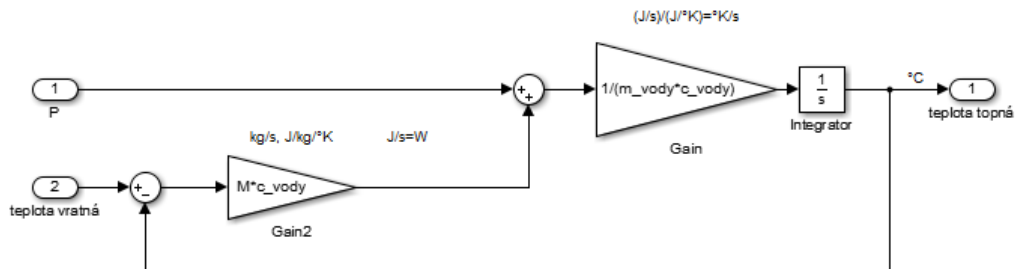 (J/s)/(J/°K)=°K/s
1
P
+
+
1/(m_vody*c_vody)
Gain
1
s
Integrator
°C
1
teplota topná
kg/s, J/kg/°K
J/s=W
2
teplota vratná
+
−
M*c_vody
Gain2